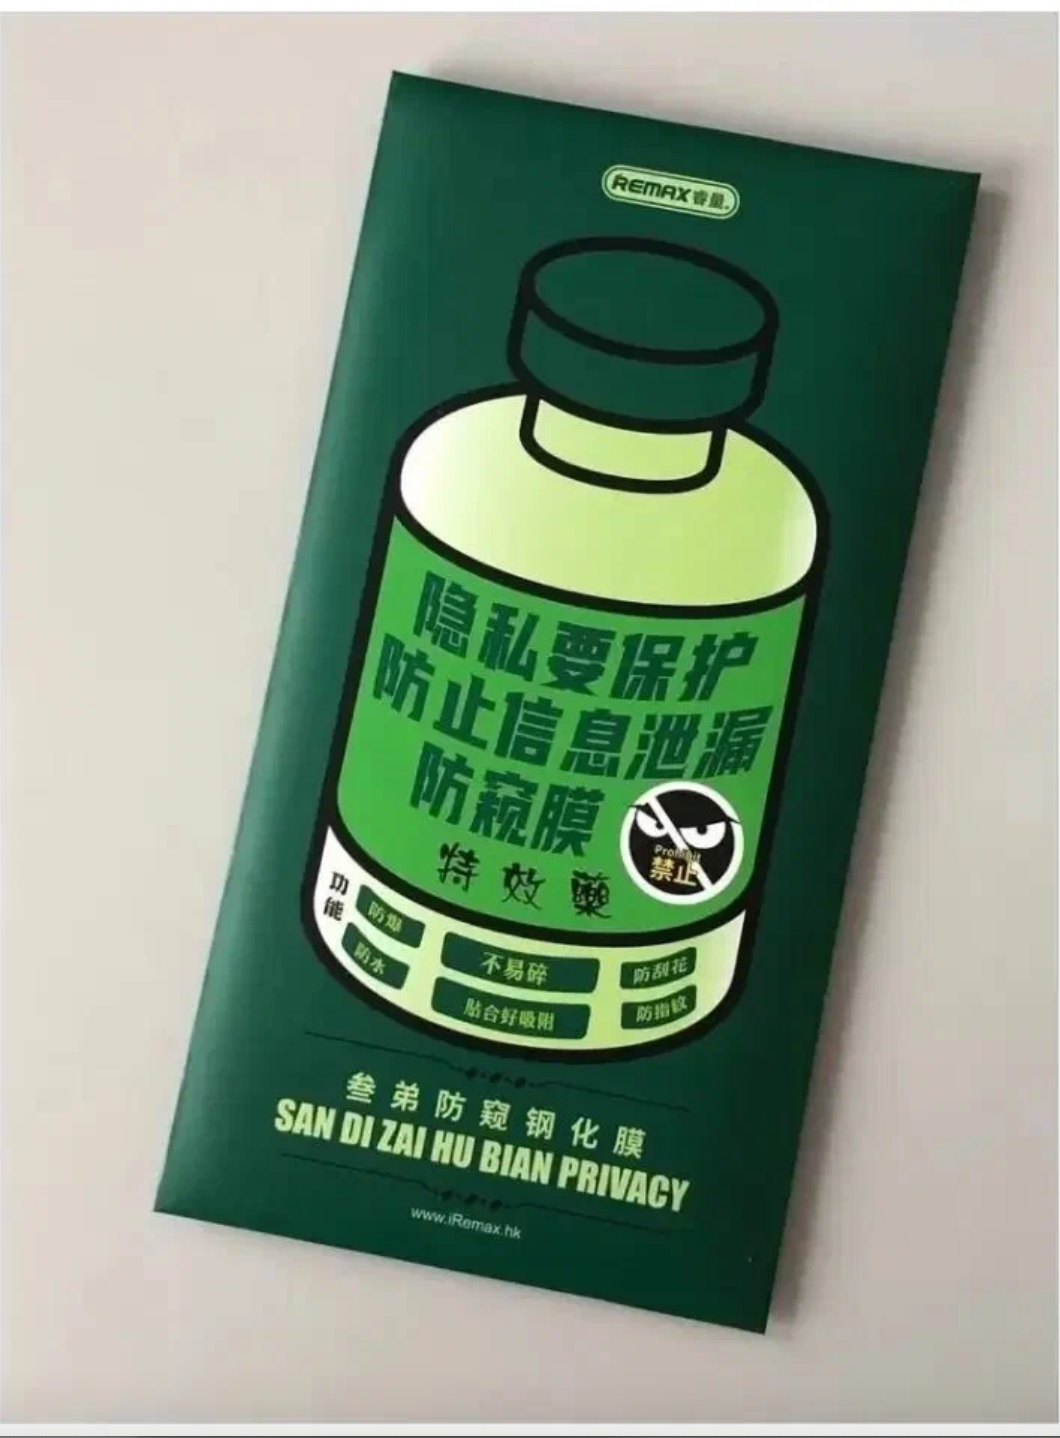 REMAX睿量
隐私要保护
防止信息泄漏
防窥膜
特效藥
Prohibit
禁止
功能
防爆
不易碎
防刮花
防水
貼合好吸附
防指紋
叁弟防窥钢化膜
SAN DI ZAI HU BIAN PRIVACY
www.iRemax.hk